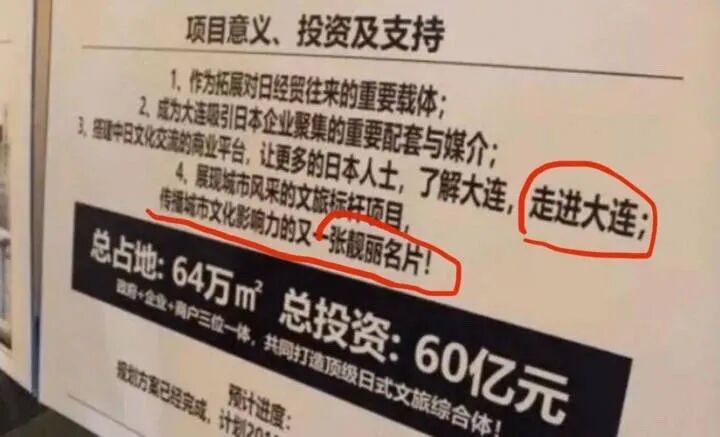 项目意义、投资及支持
1、作为拓展对日经贸往来的重要载体；
2、成为大连吸引日本企业聚集的重要配套与媒介；
3、搭建中日文化交流的商业平台，让更多的日本人士，了解大连，走进大连；
4、展现城市风采的文旅标杆项目，
传播城市文化影响力的又一张靓丽名片！
总占地：64万㎡ 总投资：60亿元
政府+企业+商户三位一体，共同打造顶级日式文旅综合体！
预计进度：
规划方案已经完成，计划201